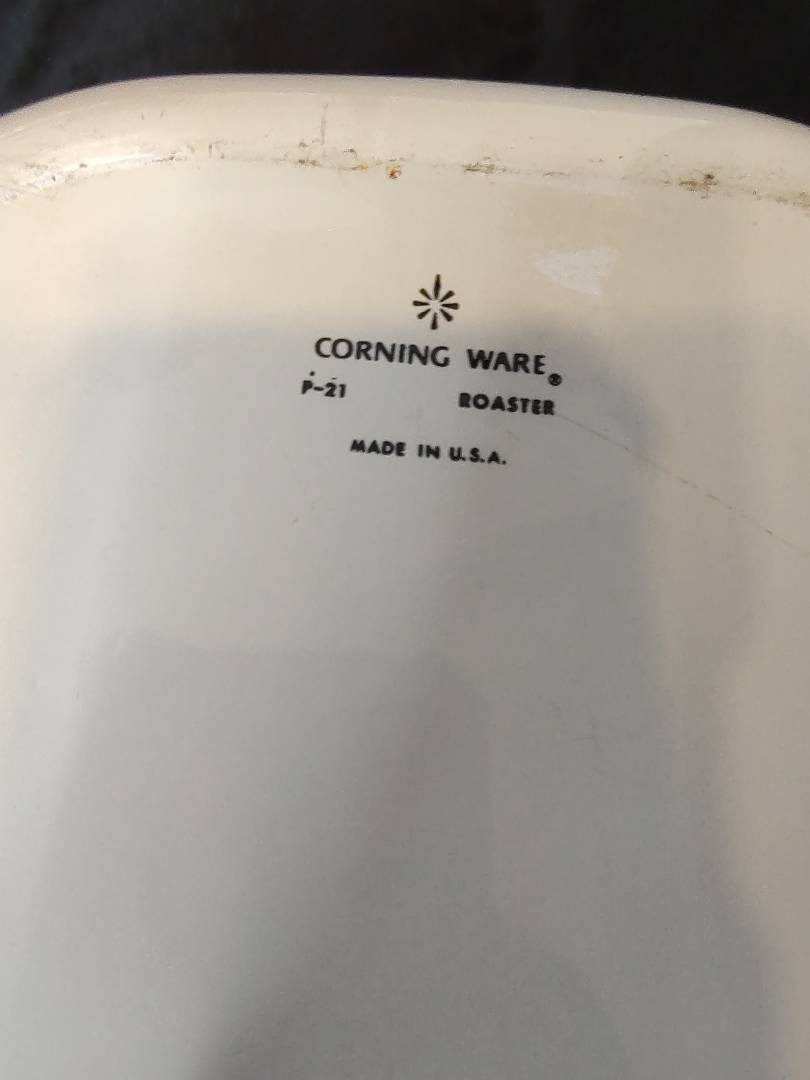 CORNING WARE®
P-21 ROASTER
MADE IN U.S.A.